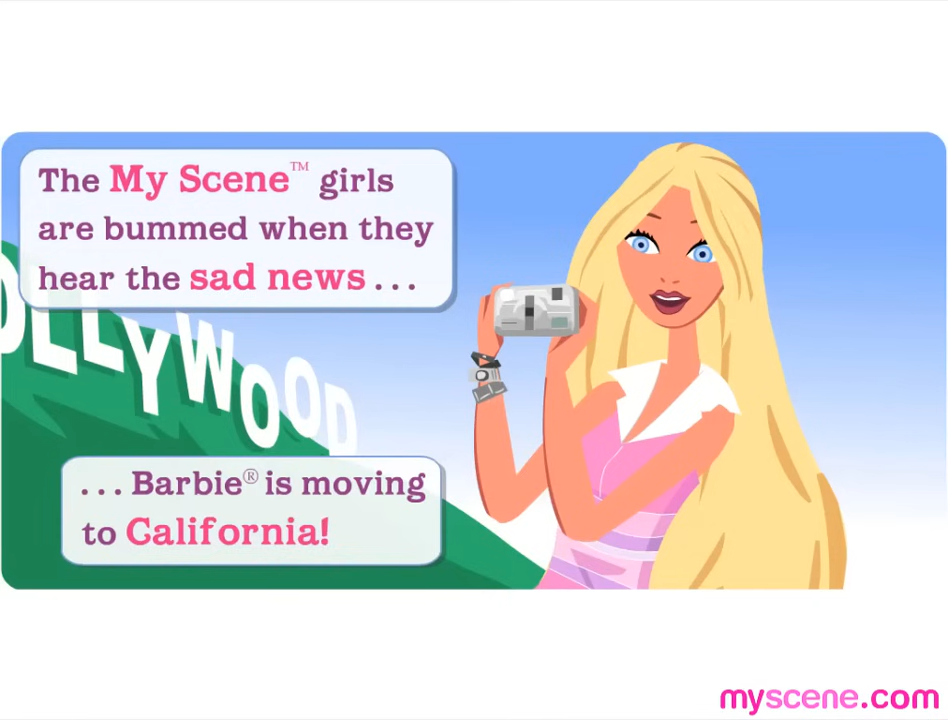 The My Scene™ girls
are bummed when they
hear the sad news . . .
HOLLYWOOD
. . . Barbie® is moving
to California!
myscene.com